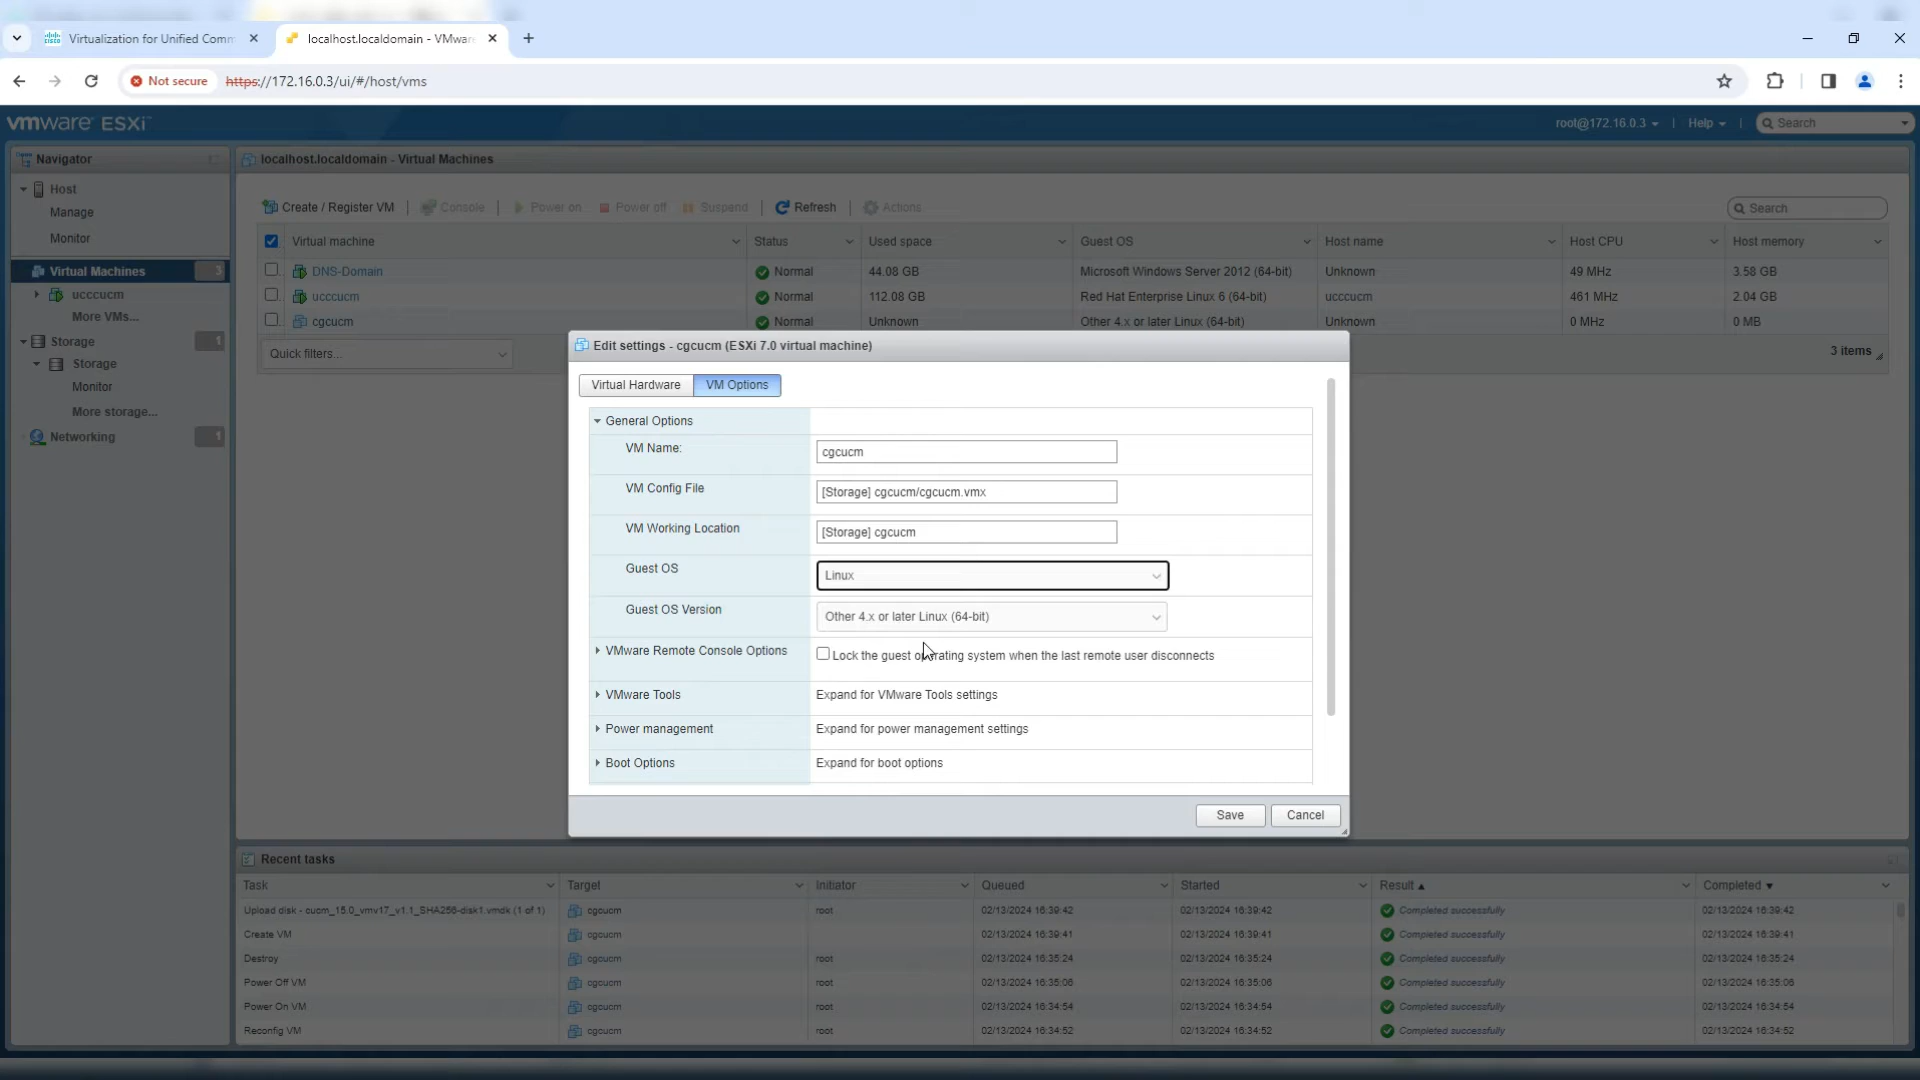 Virtualization for Unified Comm
localhost.localdomain - VMware
Not secure
https://172.16.0.3/ui/#/host/vms
vmware ESXi
root@172.16.0.3
Help
Search
Navigator
Host
Manage
Monitor
Virtual Machines 3
ucccucm
More VMs...
Storage 1
Storage
Monitor
More storage...
Networking 1
localhost.localdomain - Virtual Machines
Create / Register VM | Console Power on Power off Suspend | Refresh | Actions
Search
Virtual machine Status Used space Guest OS Host name Host CPU Host memory
DNS-Domain Normal 44.08 GB Microsoft Windows Server 2012 (64-bit) Unknown 49 MHz 3.58 GB
ucccucm Normal 112.08 GB Red Hat Enterprise Linux 6 (64-bit) ucccucm 461 MHz 2.04 GB
cgcucm Normal Unknown Other 4.x or later Linux (64-bit) Unknown 0 MHz 0 MB
Quick filters...
3 items
Edit settings - cgcucm (ESXi 7.0 virtual machine)
Virtual Hardware VM Options
General Options
VM Name: cgcucm
VM Config File [Storage] cgcucm/cgcucm.vmx
VM Working Location [Storage] cgcucm
Guest OS Linux
Guest OS Version Other 4.x or later Linux (64-bit)
VMware Remote Console Options Lock the guest operating system when the last remote user disconnects
VMware Tools Expand for VMware Tools settings
Power management Expand for power management settings
Boot Options Expand for boot options
Save Cancel
Recent tasks
Task Target Initiator Queued Started Result Completed
Upload disk - cucm_15.0_vmv17_v1.1_SHA256-disk1.vmdk (1 of 1) cgcucm root 02/13/2024 16:39:42 02/13/2024 16:39:42 Completed successfully 02/13/2024 16:39:42
Create VM cgcucm 02/13/2024 16:39:41 02/13/2024 16:39:41 Completed successfully 02/13/2024 16:39:41
Destroy cgcucm root 02/13/2024 16:35:24 02/13/2024 16:35:24 Completed successfully 02/13/2024 16:35:24
Power Off VM cgcucm root 02/13/2024 16:35:06 02/13/2024 16:35:06 Completed successfully 02/13/2024 16:35:06
Power On VM cgcucm root 02/13/2024 16:34:54 02/13/2024 16:34:54 Completed successfully 02/13/2024 16:34:54
Reconfig VM cgcucm root 02/13/2024 16:34:52 02/13/2024 16:34:52 Completed successfully 02/13/2024 16:34:52